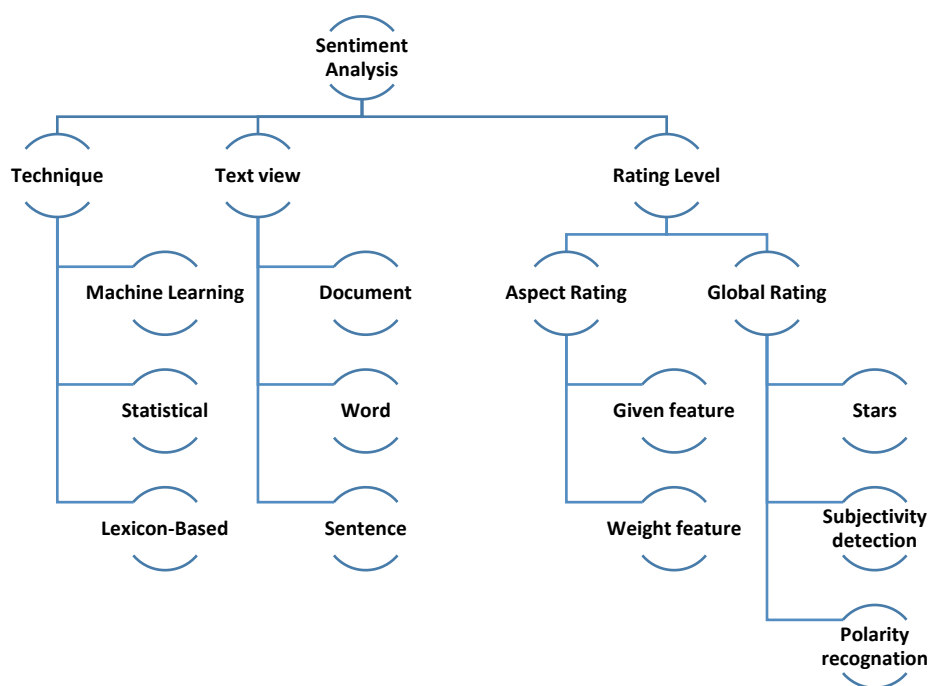 Sentiment
Analysis
Technique
Text view
Rating Level
Machine Learning
Document
Aspect Rating
Global Rating
Statistical
Word
Given feature
Stars
Lexicon-Based
Sentence
Weight feature
Subjectivity
detection
Polarity
recognation